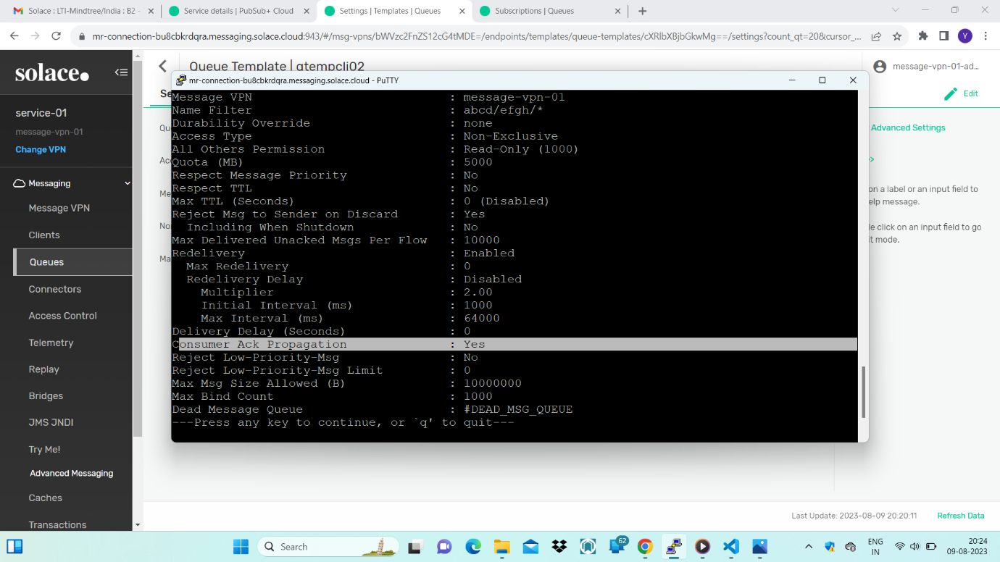 Solace : LTI-Mindtree/India : B2 -
Service details | PubSub+ Cloud
Settings | Templates | Queues
Subscriptions | Queues
mr-connection-bu8cbkrdqra.messaging.solace.cloud:943/#/msg-vpns/bWVzc2FnZS12cG4tMDE=/endpoints/templates/queue-templates/cXRlbXBjbGkwMg==/settings?count_qt=20&cursor_...
Y
solace.
Queue Template | qtempcli02
message-vpn-01-ad...
Edit
service-01
message-vpn-01
Change VPN
Messaging
Message VPN
Clients
Queues
Connectors
Access Control
Telemetry
Replay
Bridges
JMS JNDI
Try Me!
Advanced Messaging
Caches
Transactions
Se
Qu
Ac
Me
No
Ma
mr-connection-bu8cbkrdqra.messaging.solace.cloud - PuTTY
Message VPN : message-vpn-01
Name Filter : abcd/efgh/*
Durability Override : none
Access Type : Non-Exclusive
All Others Permission : Read-Only (1000)
Quota (MB) : 5000
Respect Message Priority : No
Respect TTL : No
Max TTL (Seconds) : 0 (Disabled)
Reject Msg to Sender on Discard : Yes
Including When Shutdown : No
Max Delivered Unacked Msgs Per Flow : 10000
Redelivery : Enabled
Max Redelivery : 0
Redelivery Delay : Disabled
Multiplier : 2.00
Initial Interval (ms) : 1000
Max Interval (ms) : 64000
Delivery Delay (Seconds) : 0
Consumer Ack Propagation : Yes
Reject Low-Priority-Msg : No
Reject Low-Priority-Msg Limit : 0
Max Msg Size Allowed (B) : 10000000
Max Bind Count : 1000
Dead Message Queue : #DEAD_MSG_QUEUE
---Press any key to continue, or `q' to quit---
Advanced Settings
>
on a label or an input field to
elp message.
le click on an input field to go
t mode.
Last Update: 2023-08-09 20:20:11
Refresh Data
Search
62
ENG
IN
20:24
09-08-2023